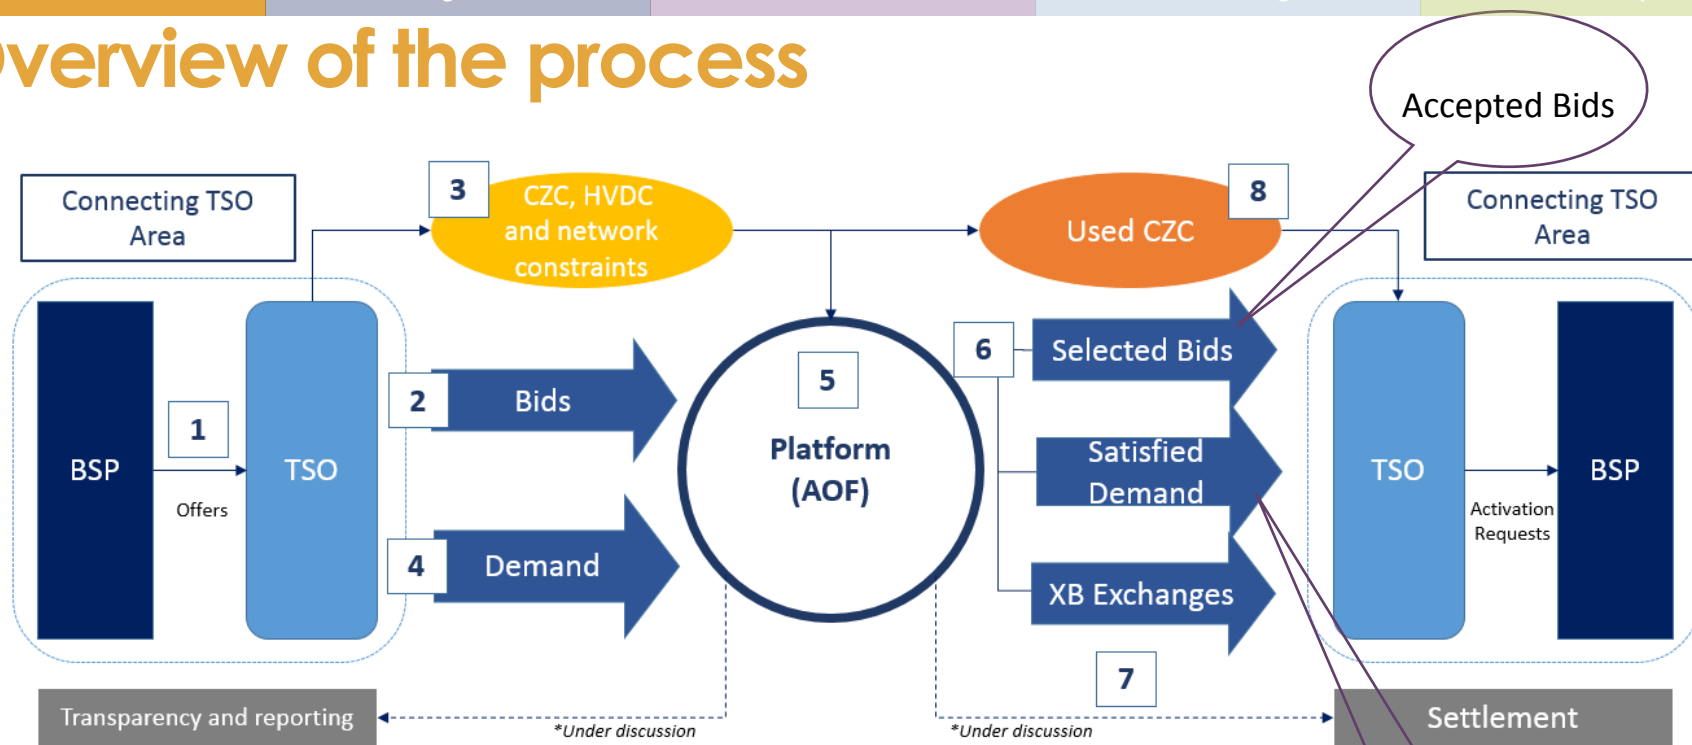 verview of the process
Accepted Bids
Connecting TSO
Area
3
CZC, HVDC
and network
constraints
Used CZC
8
Connecting TSO
Area
BSP
1
Offers
TSO
2
Bids
4
Demand
5
Platform
(AOF)
6
Selected Bids
Satisfied
Demand
XB Exchanges
7
TSO
Activation
Requests
BSP
Transparency and reporting
*Under discussion
*Under discussion
Settlement